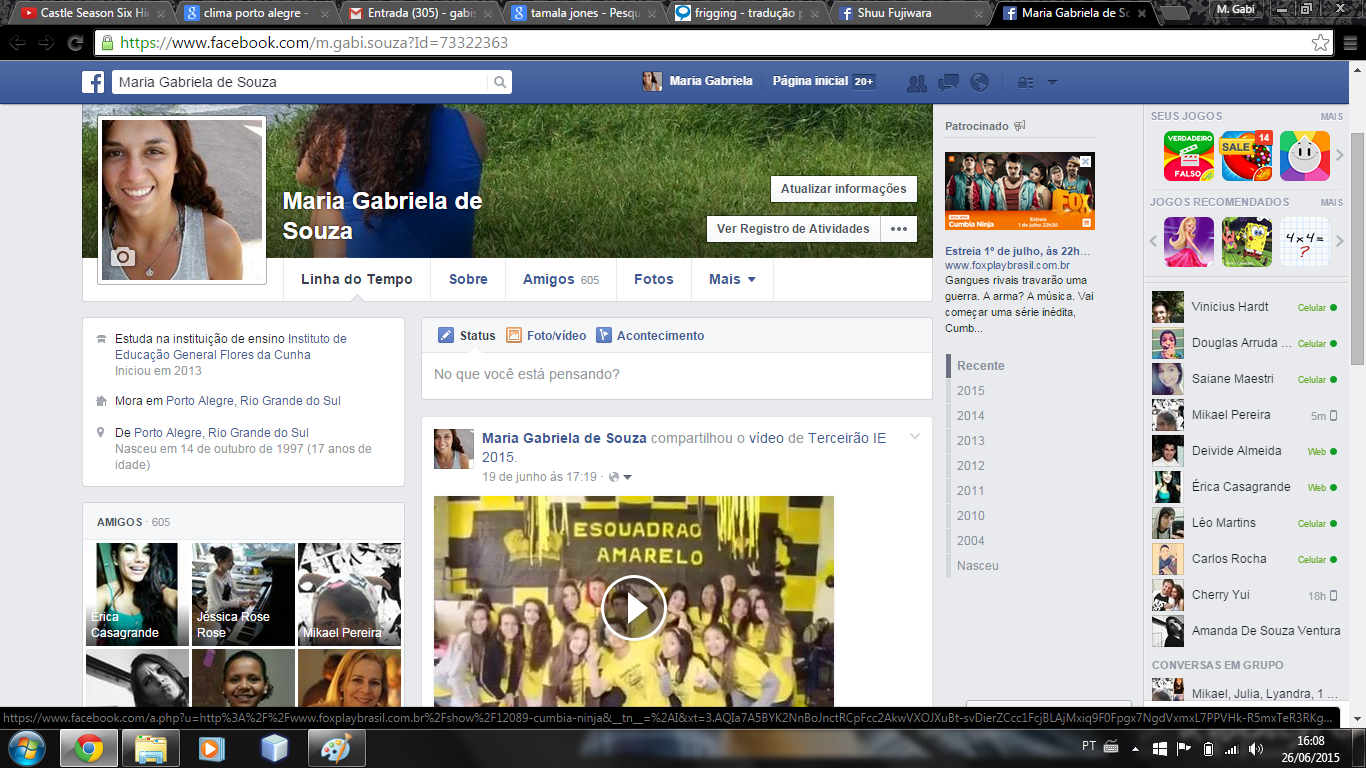 Castle Season Six Hig
clima porto alegre -
Entrada (305) - gabis
tamala jones - Pesqu
frigging - tradução p
Shuu Fujiwara
Maria Gabriela de So
M. Gabi
https://www.facebook.com/m.gabi.souza?Id=73322363
Maria Gabriela de Souza
Maria Gabriela
Página inicial 20+
Maria Gabriela de
Souza
Atualizar informações
Ver Registro de Atividades
Linha do Tempo
Sobre
Amigos 605
Fotos
Mais
Estuda na instituição de ensino Instituto de
Educação General Flores da Cunha
Iniciou em 2013
Mora em Porto Alegre, Rio Grande do Sul
De Porto Alegre, Rio Grande do Sul
Nasceu em 14 de outubro de 1997 (17 anos de
idade)
AMIGOS · 605
Érica
Casagrande
Jéssica Rose
Rose
Mikael Pereira
Status
Foto/vídeo
Acontecimento
No que você está pensando?
Maria Gabriela de Souza compartilhou o vídeo de Terceirão IE
2015.
19 de junho às 17:19 ·
ESQUADRAO
AMARELO
Patrocinado
Cumbia Ninja
Estreia
1 de julho 22h30
FOX
Estreia 1º de julho, às 22h...
www.foxplaybrasil.com.br
Gangues rivais travarão uma
guerra. A arma? A música. Vai
começar uma série inédita,
Cumb...
Recente
2015
2014
2013
2012
2011
2010
2004
Nasceu
SEUS JOGOS
MAIS
VERDADEIRO
FALSO
SALE
14
JOGOS RECOMENDADOS
MAIS
4x4=
?
Vinicius Hardt
Celular
Douglas Arruda ...
Celular
Saiane Maestri
Celular
Mikael Pereira
5m
Deivide Almeida
Web
Érica Casagrande
Web
Léo Martins
Celular
Carlos Rocha
Celular
Cherry Yui
18h
Amanda De Souza Ventura
CONVERSAS EM GRUPO
Mikael, Julia, Lyandra, 1 ...
https://www.facebook.com/a.php?u=http%3A%2F%2Fwww.foxplaybrasil.com.br%2Fshow%2F12089-cumbia-ninja&__tn__=%2AI&xt=3.AQIa7A5BYK2NnBoJnctRCpFcc2AkwVXOJXuBt-svDierZCcc1FcjBLAjMxiq9F0Fpgx7NgdVxmxL7PPVHk-R5mxTeR3RKg...
PT
16:08
26/06/2015